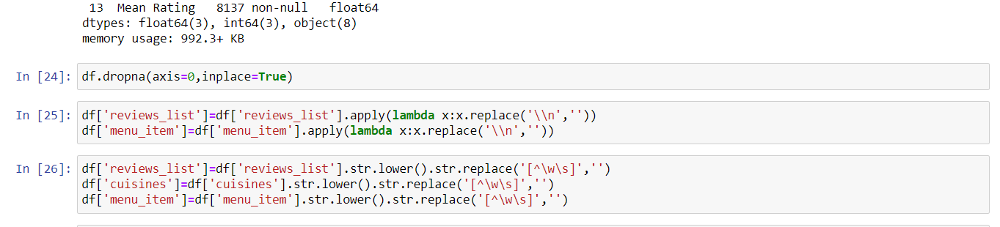 13  Mean Rating   8137 non-null   float64
dtypes: float64(3), int64(3), object(8)
memory usage: 992.3+ KB
In [24]: df.dropna(axis=0,inplace=True)
In [25]: df['reviews_list']=df['reviews_list'].apply(lambda x:x.replace('\\n',''))
df['menu_item']=df['menu_item'].apply(lambda x:x.replace('\\n',''))
In [26]: df['reviews_list']=df['reviews_list'].str.lower().str.replace('[^\w\s]','')
df['cuisines']=df['cuisines'].str.lower().str.replace('[^\w\s]','')
df['menu_item']=df['menu_item'].str.lower().str.replace('[^\w\s]','')